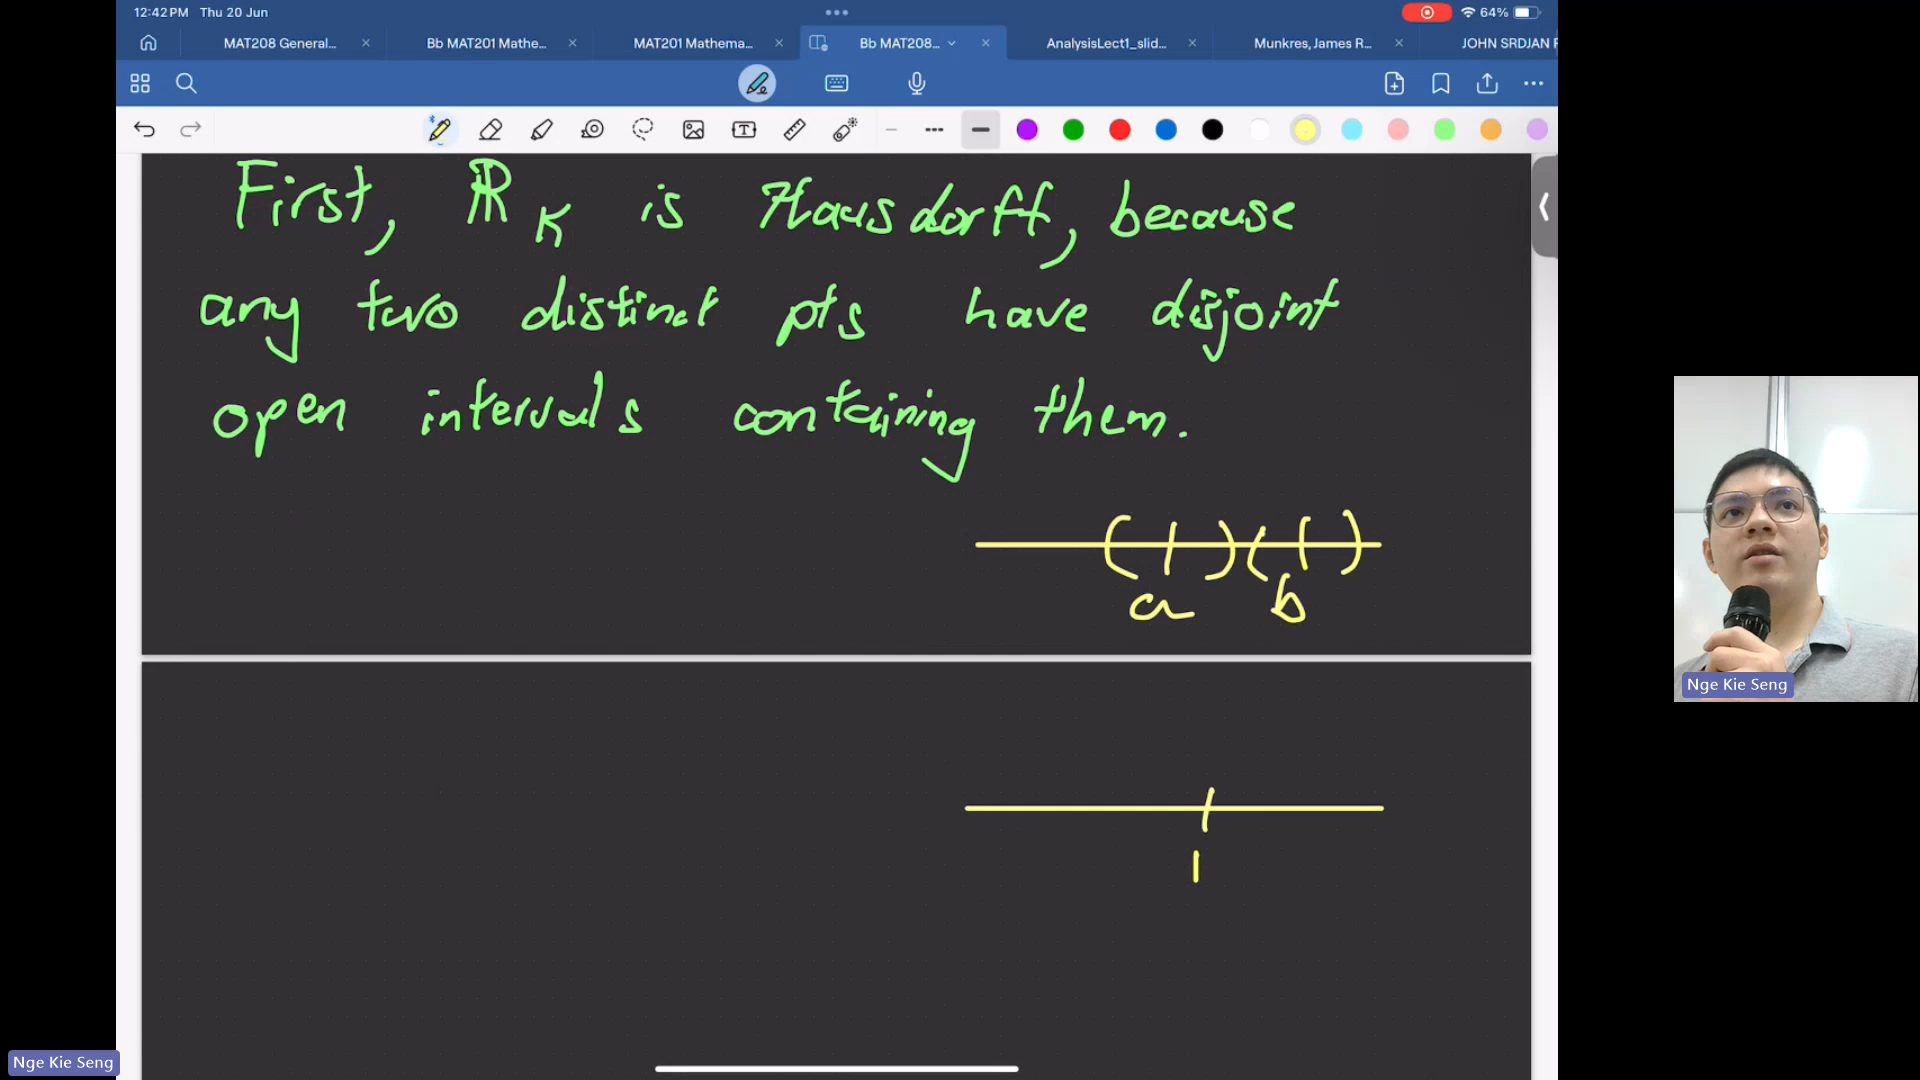 12:42 PM Thu 20 Jun
64%
MAT208 General...
Bb MAT201 Mathe...
MAT201 Mathema...
Bb MAT208...
AnalysisLect1_slid...
Munkres, James R...
JOHN SRDJAN P
First, ℝ_K is Hausdorff, because
any two distinct pts have disjoint
open intervals containing them.
a b
1
Nge Kie Seng
Nge Kie Seng